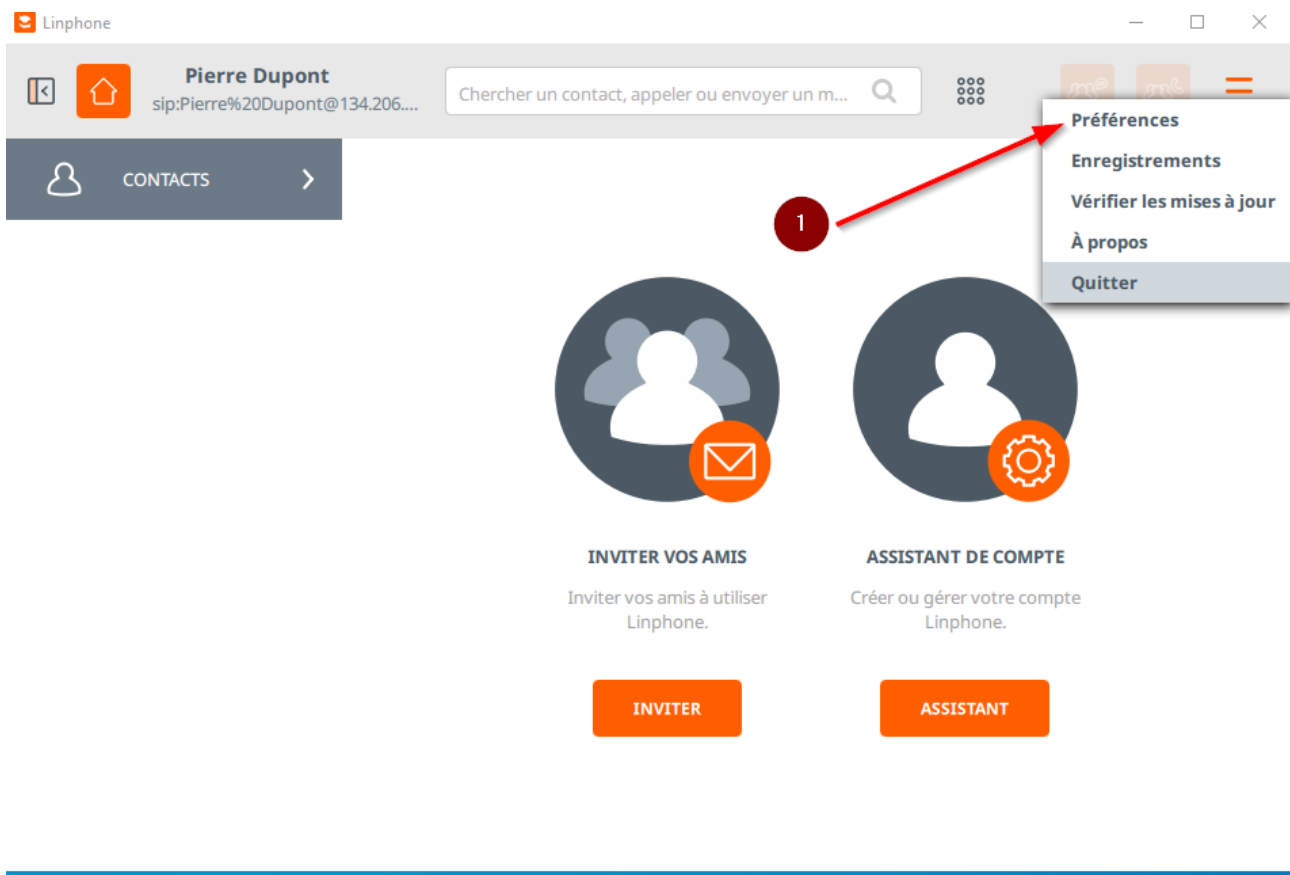 Linphone
Pierre Dupont
sip:Pierre%20Dupont@134.206....
Chercher un contact, appeler ou envoyer un m...
Préférences
Enregistrements
Vérifier les mises à jour
À propos
Quitter
CONTACTS
1
INVITER VOS AMIS
Inviter vos amis à utiliser
Linphone.
INVITER
ASSISTANT DE COMPTE
Créer ou gérer votre compte
Linphone.
ASSISTANT